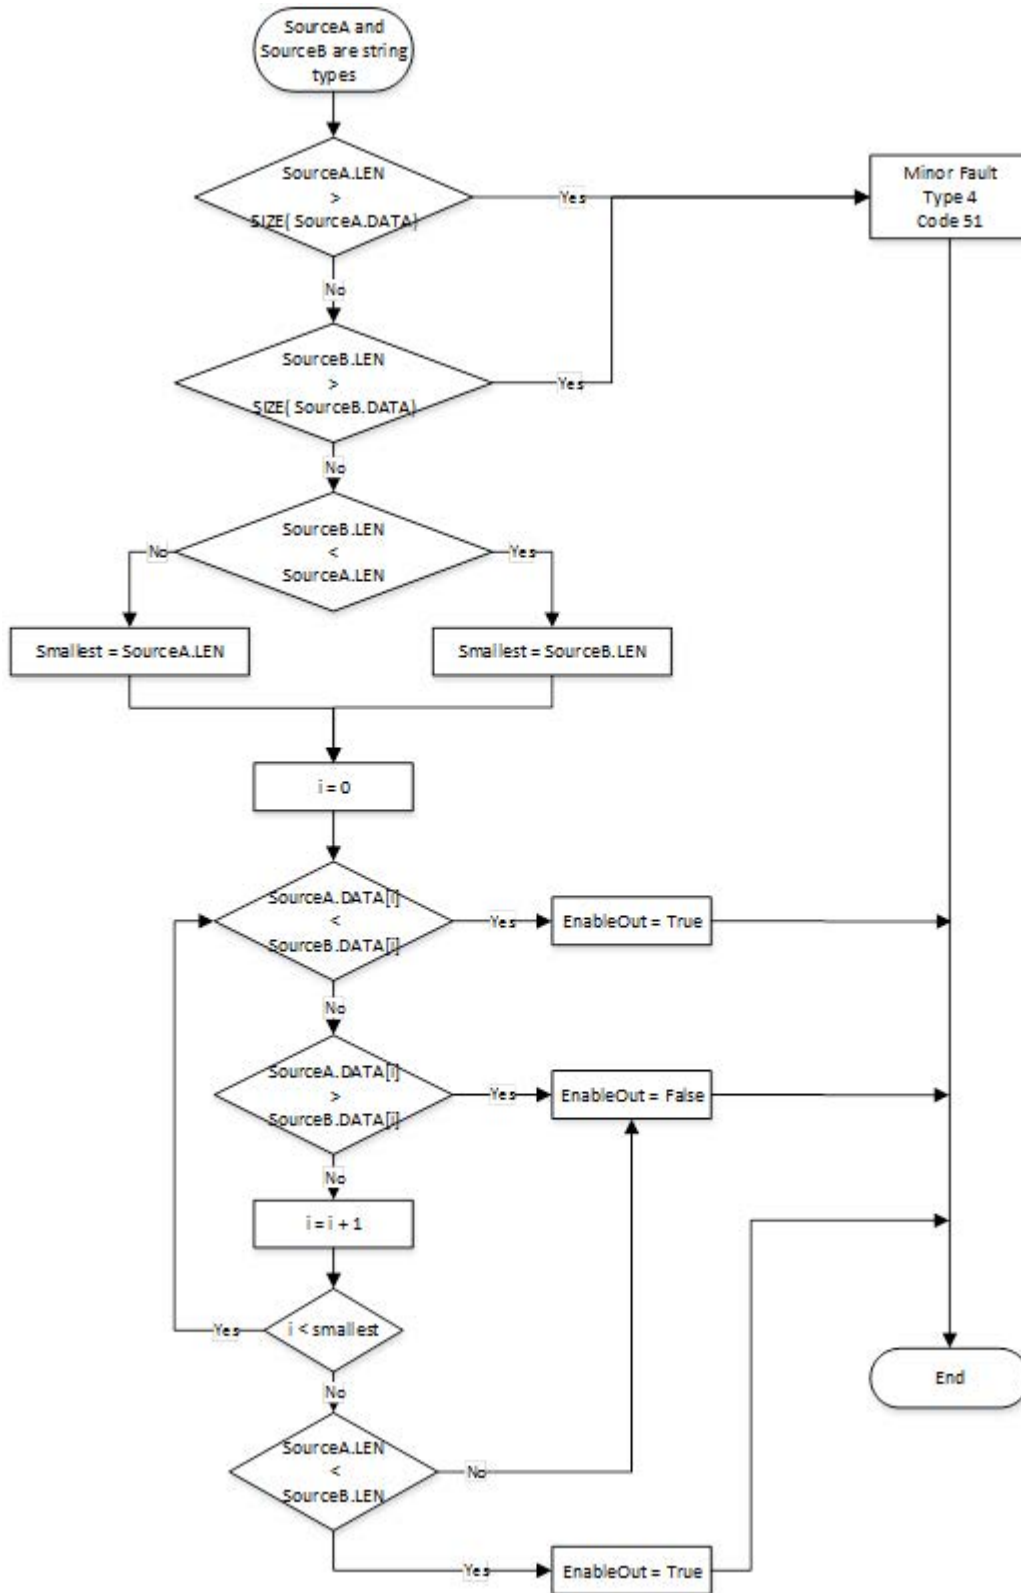 SourceA and
SourceB are string
types
SourceA.LEN
>
SIZE( SourceA.DATA)
Yes
Minor Fault
Type 4
Code 51
No
SourceB.LEN
>
SIZE( SourceB.DATA)
Yes
No
SourceB.LEN
<
SourceA.LEN
No
Yes
Smallest = SourceA.LEN
Smallest = SourceB.LEN
i = 0
SourceA.DATA[i]
<
SourceB.DATA[i]
Yes
EnableOut = True
No
SourceA.DATA[i]
>
SourceB.DATA[i]
Yes
EnableOut = False
No
i = i + 1
i < smallest
Yes
No
End
SourceA.LEN
<
SourceB.LEN
No
Yes
EnableOut = True